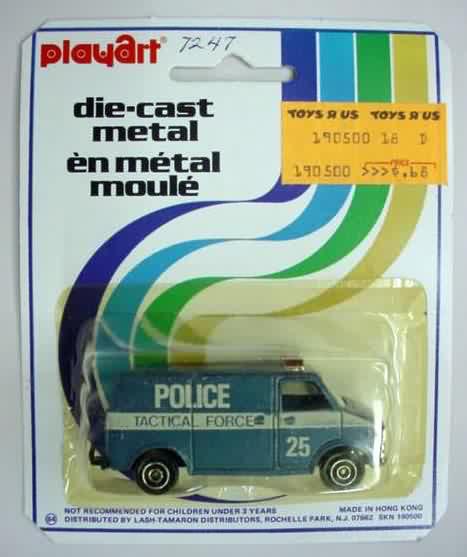 playart® 7247
die-cast
metal
èn métal
moulé
TOYS R US TOYS R US
190500 18 D
PRICE
190500 >>>$.68
POLICE
TACTICAL FORCE
25
NOT RECOMMENDED FOR CHILDREN UNDER 3 YEARS
MADE IN HONG KONG
DISTRIBUTED BY LASH-TAMARON DISTRIBUTORS, ROCHELLE PARK, N.J. 07662 SKN 190500